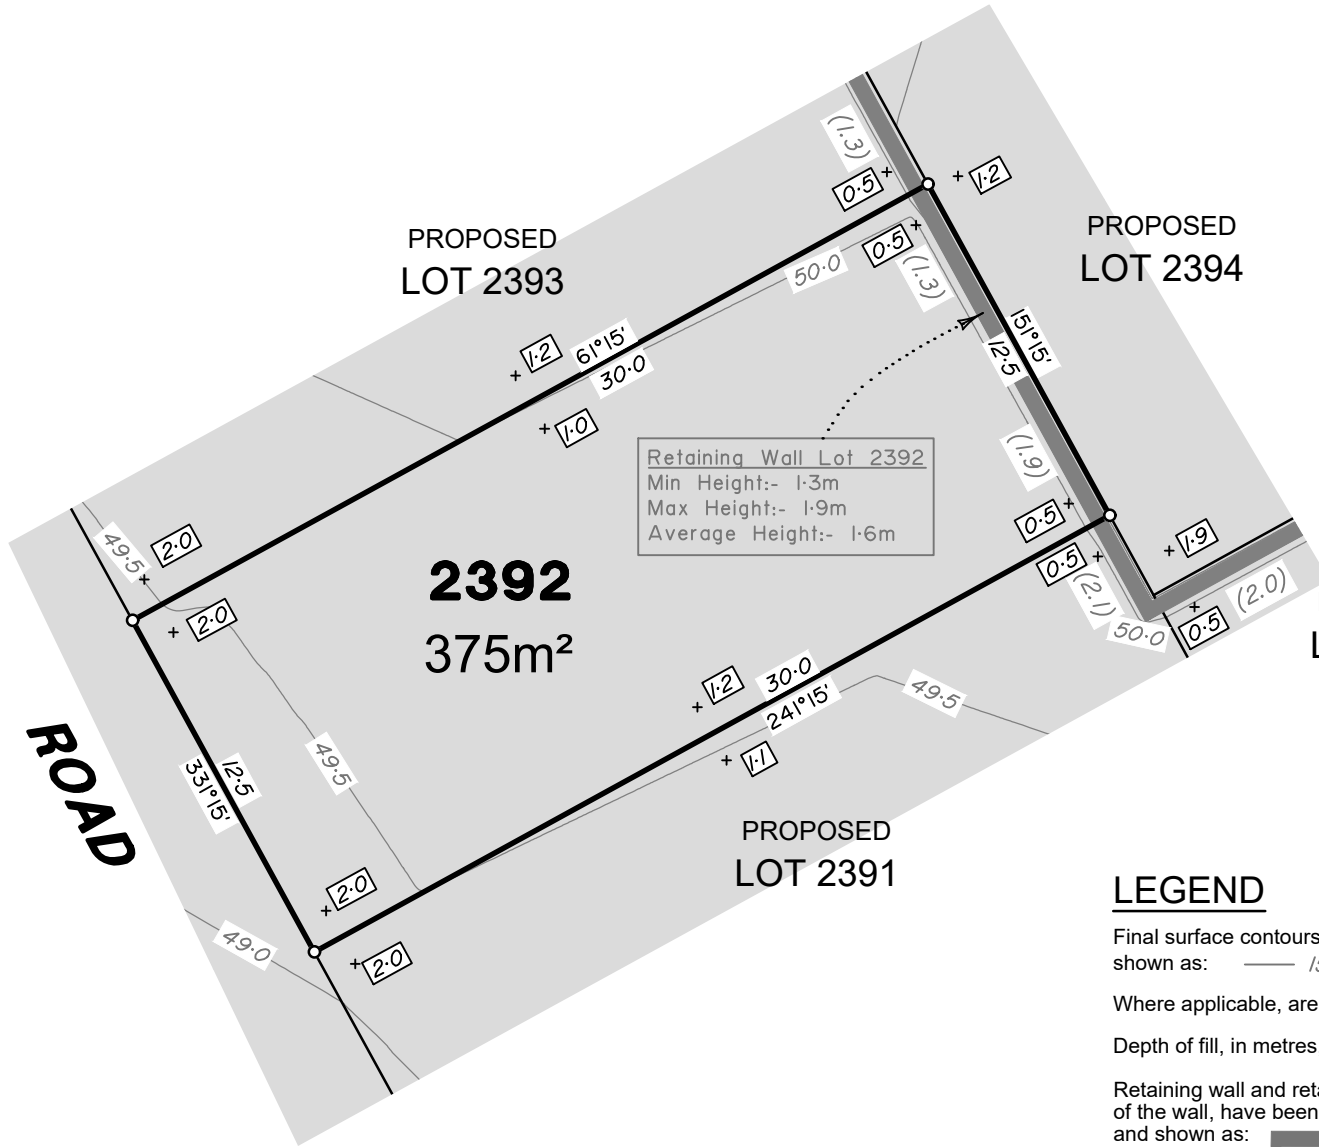 (1.3)
0·5
1·2
PROPOSED
LOT 2393
PROPOSED
LOT 2394
0·5
(1.3)
50·0
151°15'
12·5
1·2
61°15'
30·0
1·0
Retaining Wall Lot 2392
Min Height:- 1·3m
Max Height:- 1·9m
Average Height:- 1·6m
(1.9)
0·5
0·5
1·9
(2.1)
(2.0)
50·0
0·5
49·5
2·0
2·0
2392
375m²
1·2
30·0
241°15'
49·5
1·1
ROAD
331°15'
12·5
49·5
PROPOSED
LOT 2391
2·0
2·0
49·0
LEGEND
Final surface contours
shown as:
Where applicable, are
Depth of fill, in metres
Retaining wall and reta
of the wall, have been
and shown as: